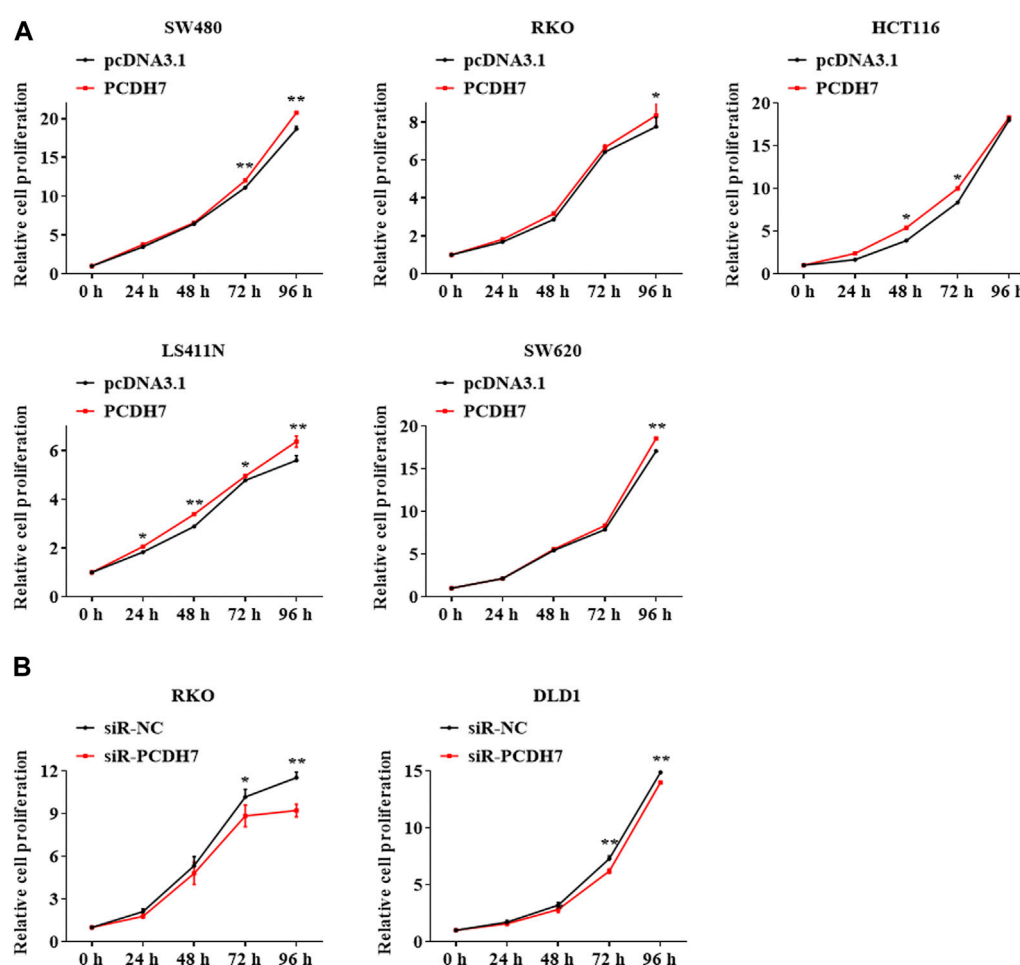 A
SW480
pcDNA3.1
PCDH7
Relative cell proliferation
20
15
10
5
0
** **
0 h 24 h 48 h 72 h 96 h
RKO
pcDNA3.1
PCDH7
Relative cell proliferation
8
6
4
2
0
*
0 h 24 h 48 h 72 h 96 h
HCT116
pcDNA3.1
PCDH7
Relative cell proliferation
20
15
10
5
0
* *
0 h 24 h 48 h 72 h 96 h
LS411N
pcDNA3.1
PCDH7
Relative cell proliferation
6
4
2
0
* ** * **
0 h 24 h 48 h 72 h 96 h
SW620
pcDNA3.1
PCDH7
Relative cell proliferation
20
15
10
5
0
**
0 h 24 h 48 h 72 h 96 h
B
RKO
siR-NC
siR-PCDH7
Relative cell proliferation
12
9
6
3
0
* **
0 h 24 h 48 h 72 h 96 h
DLD1
siR-NC
siR-PCDH7
Relative cell proliferation
15
10
5
0
** **
0 h 24 h 48 h 72 h 96 h